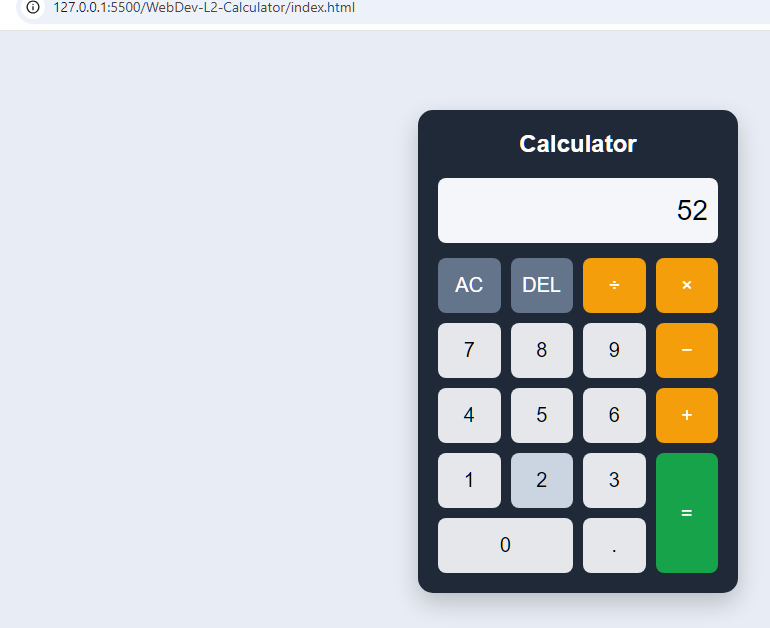 127.0.0.1:5500/WebDev-L2-Calculator/index.html
Calculator
52
AC DEL ÷ ×
7 8 9 −
4 5 6 +
1 2 3 =
0 .